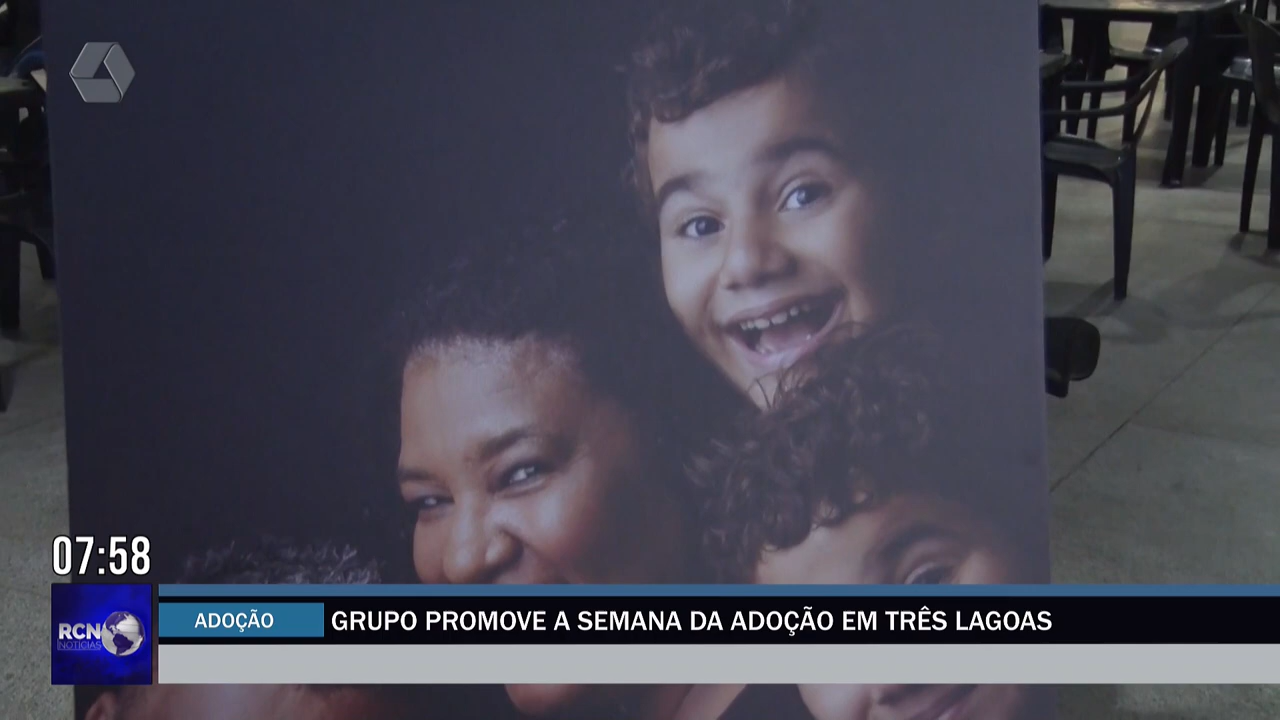 07:58
RCN
NOTÍCIAS
ADOÇÃO
GRUPO PROMOVE A SEMANA DA ADOÇÃO EM TRÊS LAGOAS